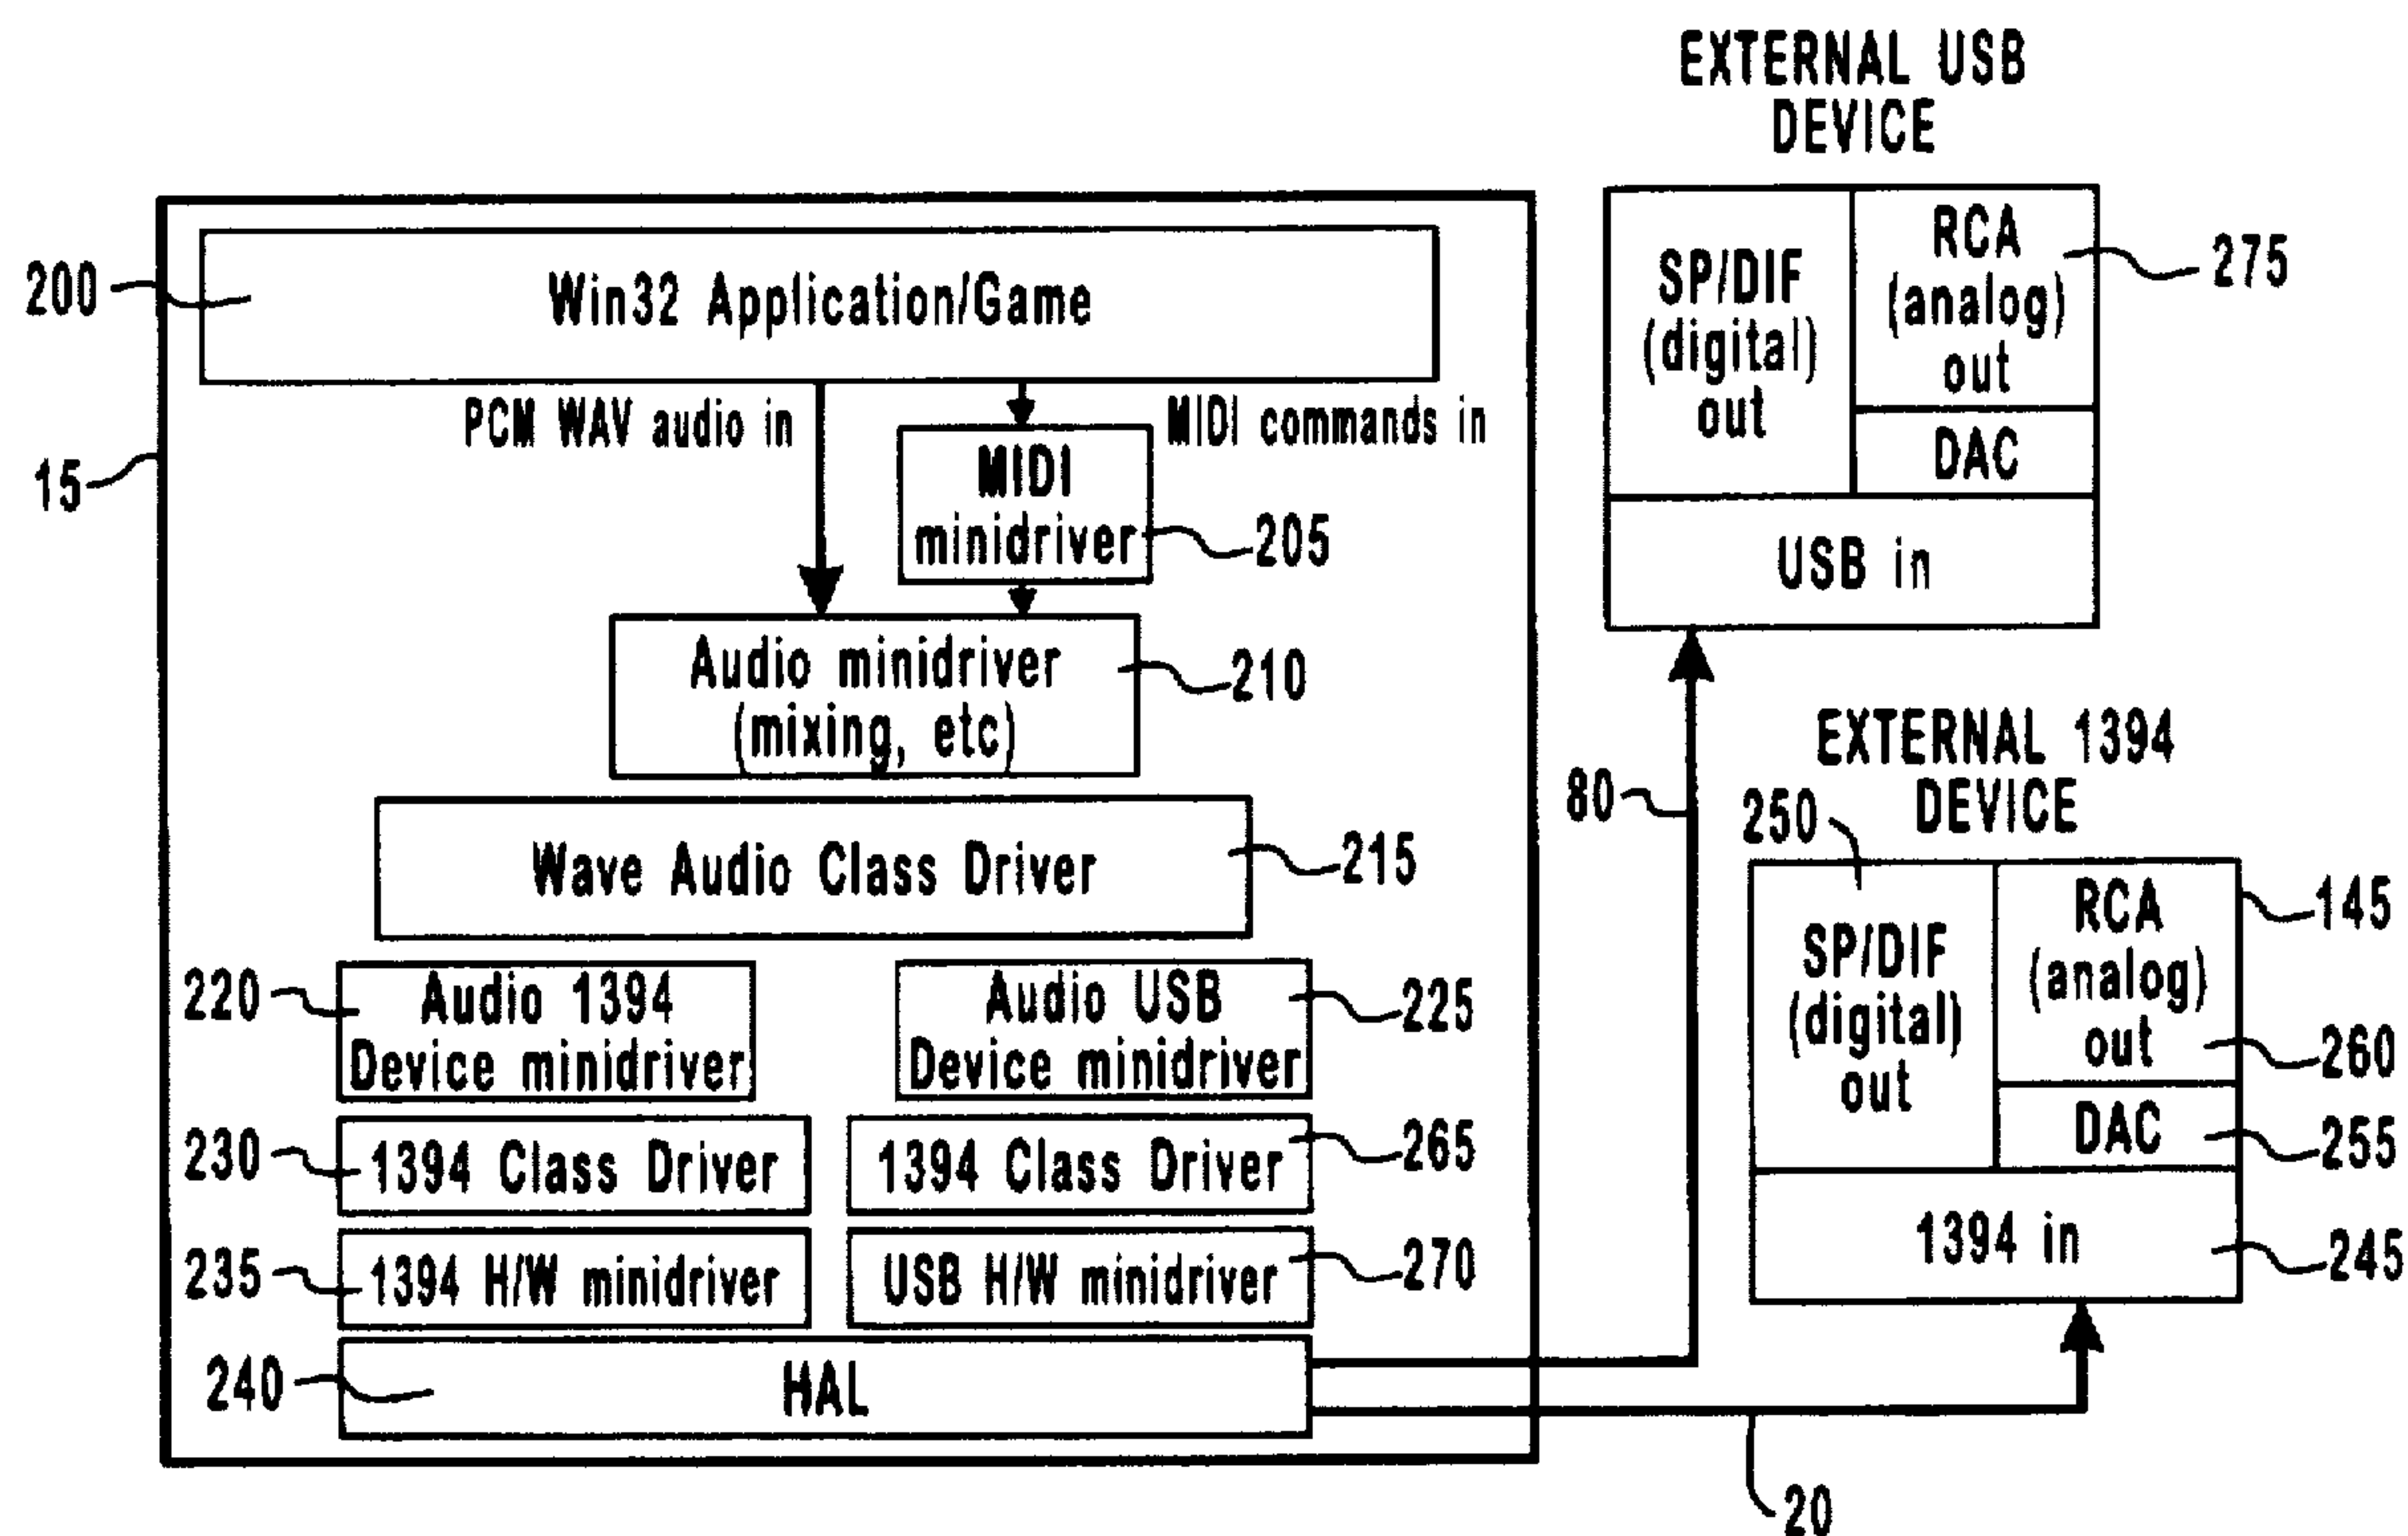 EXTERNAL USB
DEVICE
200
Win32 Application/Game
SP/DIF
(digital)
out
RCA
(analog)
out
275
DAC
USB in
PCM WAV audio in
MIDI commands in
15
MIDI
minidriver
205
Audio minidriver
(mixing, etc)
210
Wave Audio Class Driver
215
80
EXTERNAL 1394
DEVICE
250
145
SP/DIF
(digital)
out
RCA
(analog)
out
260
DAC
255
1394 in
245
220
Audio 1394
Device minidriver
Audio USB
Device minidriver
225
230
1394 Class Driver
1394 Class Driver
265
235
1394 H/W minidriver
USB H/W minidriver
270
240
HAL
20